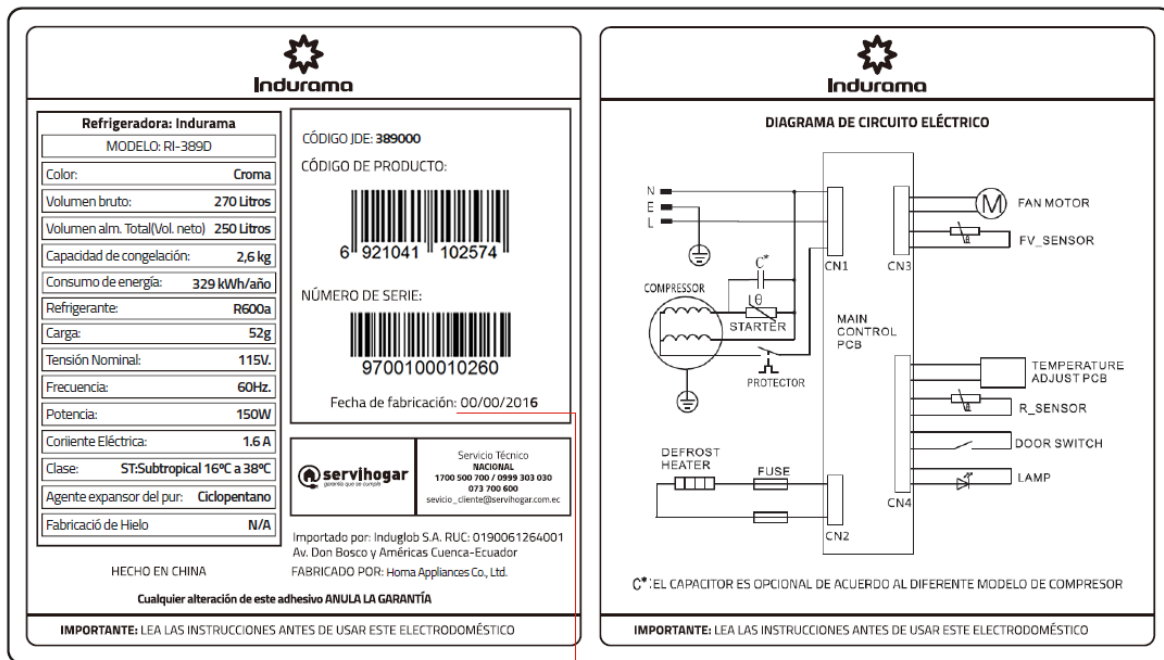 Indurama
Refrigeradora: Indurama
MODELO: RI-389D
Color: Croma
Volumen bruto: 270 Litros
Volumen alm. Total(Vol. neto) 250 Litros
Capacidad de congelación: 2,6 kg
Consumo de energía: 329 kWh/año
Refrigerante: R600a
Carga: 52g
Tensión Nominal: 115V.
Frecuencia: 60Hz.
Potencia: 150W
Coriiente Eléctrica: 1.6 A
Clase: ST:Subtropical 16ºC a 38ºC
Agente expansor del pur: Ciclopentano
Fabricació de Hielo N/A
HECHO EN CHINA
CÓDIGO JDE: 389000
CÓDIGO DE PRODUCTO:
6 921041 102574
NÚMERO DE SERIE:
9700100010260
Fecha de fabricación: 00/00/2016
servihogar
garantía que se cumple
Servicio Técnico
NACIONAL
1700 500 700 / 0999 303 030
073 700 600
sevicio_cliente@servihogar.com.ec
Importado por: Induglob S.A. RUC: 0190061264001
Av. Don Bosco y Américas Cuenca-Ecuador
FABRICADO POR: Homa Appliances Co., Ltd.
Cualquier alteración de este adhesivo ANULA LA GARANTÍA
IMPORTANTE: LEA LAS INSTRUCCIONES ANTES DE USAR ESTE ELECTRODOMÉSTICO
Indurama
DIAGRAMA DE CIRCUITO ELÉCTRICO
N
E
L
CN1
CN3
M
FAN MOTOR
FV_SENSOR
C*
COMPRESSOR
Lθ
STARTER
PROTECTOR
MAIN
CONTROL
PCB
TEMPERATURE
ADJUST PCB
R_SENSOR
DOOR SWITCH
LAMP
CN4
DEFROST
HEATER
FUSE
CN2
C*:EL CAPACITOR ES OPCIONAL DE ACUERDO AL DIFERENTE MODELO DE COMPRESOR
IMPORTANTE: LEA LAS INSTRUCCIONES ANTES DE USAR ESTE ELECTRODOMÉSTICO